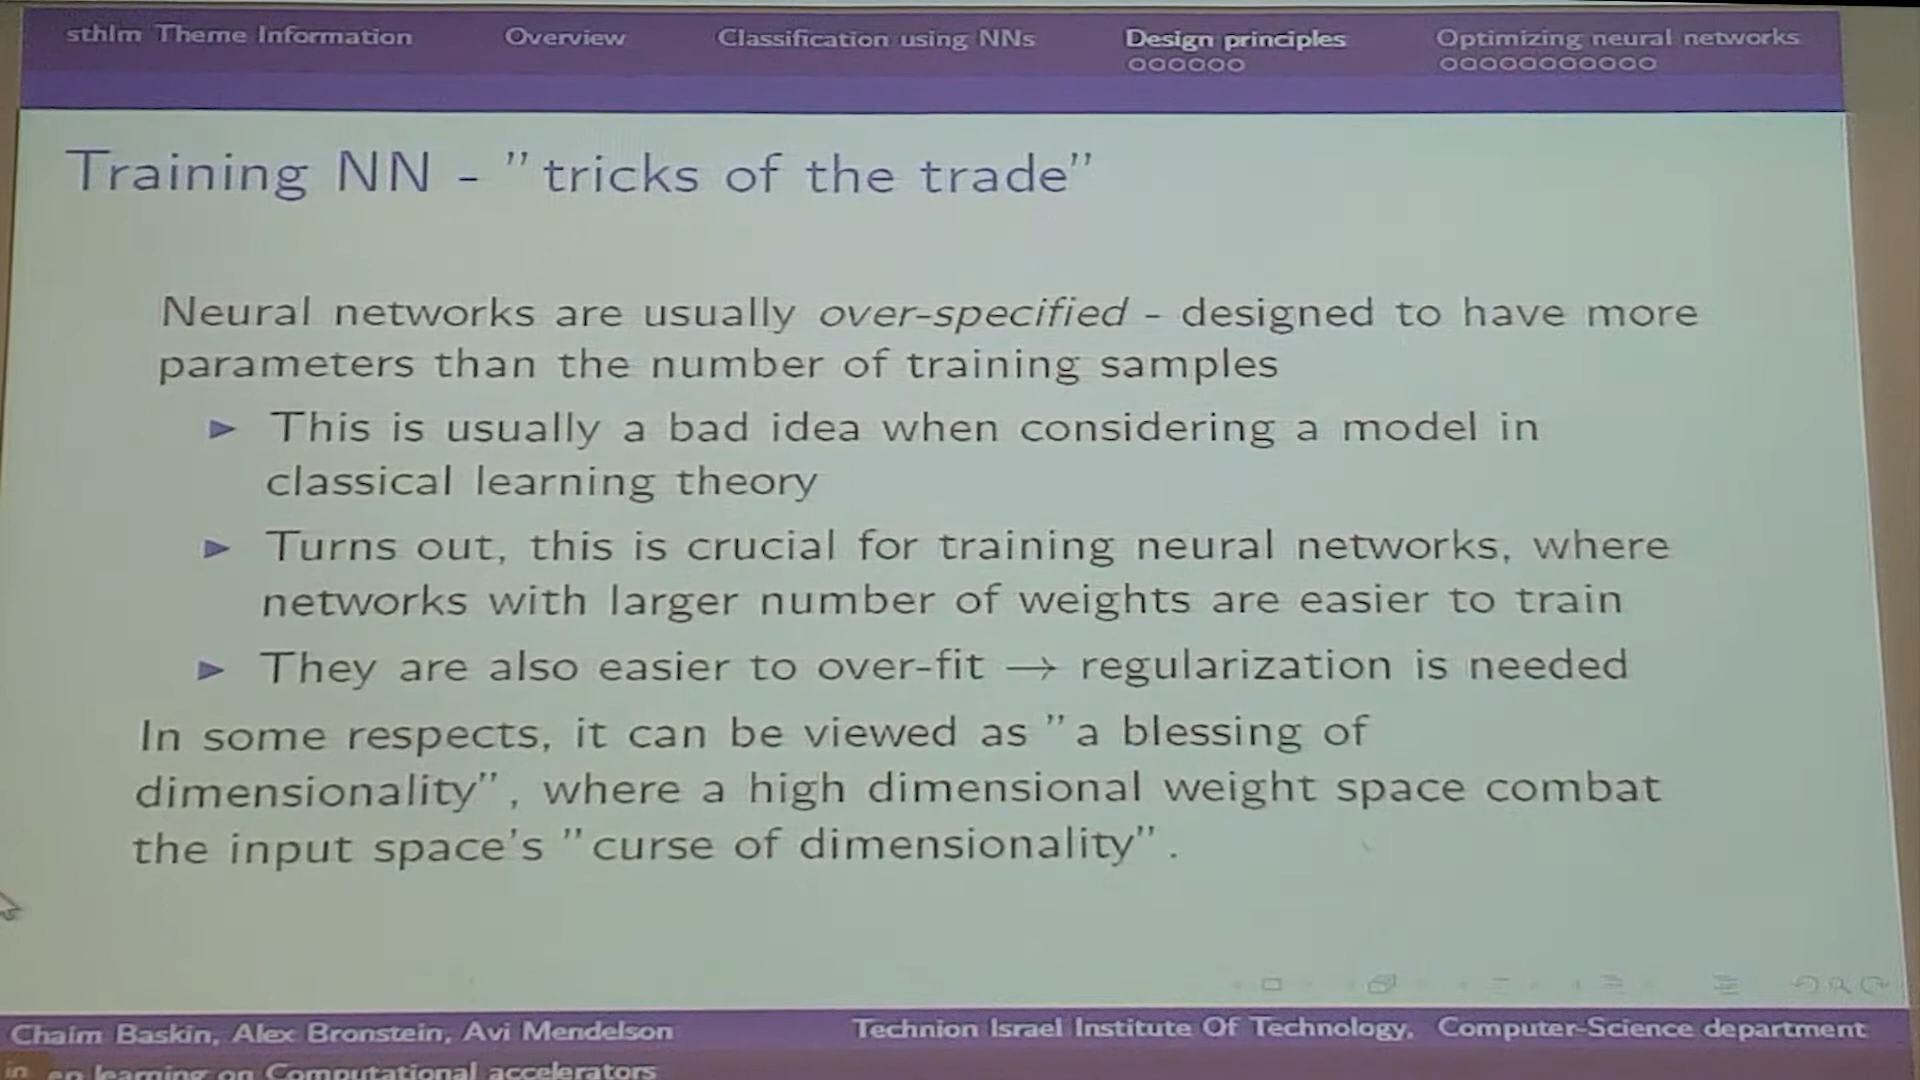 sthlm Theme Information Overview Classification using NNs Design principles Optimizing neural networks
Training NN - "tricks of the trade"
Neural networks are usually over-specified - designed to have more
parameters than the number of training samples
This is usually a bad idea when considering a model in
classical learning theory
Turns out, this is crucial for training neural networks, where
networks with larger number of weights are easier to train
They are also easier to over-fit → regularization is needed
In some respects, it can be viewed as "a blessing of
dimensionality", where a high dimensional weight space combat
the input space's "curse of dimensionality".
Chaim Baskin, Alex Bronstein, Avi Mendelson Technion Israel Institute Of Technology, Computer-Science department
learning on Computational accelerators